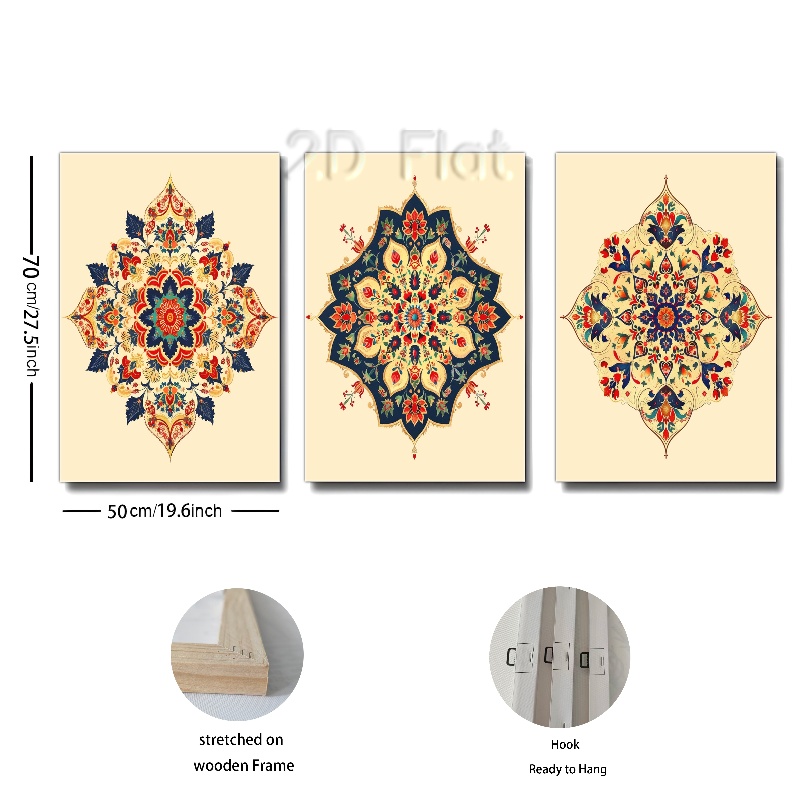 2D Flat
70 cm/27.5inch
50 cm/19.6inch
stretched on
wooden Frame
Hook
Ready to Hang